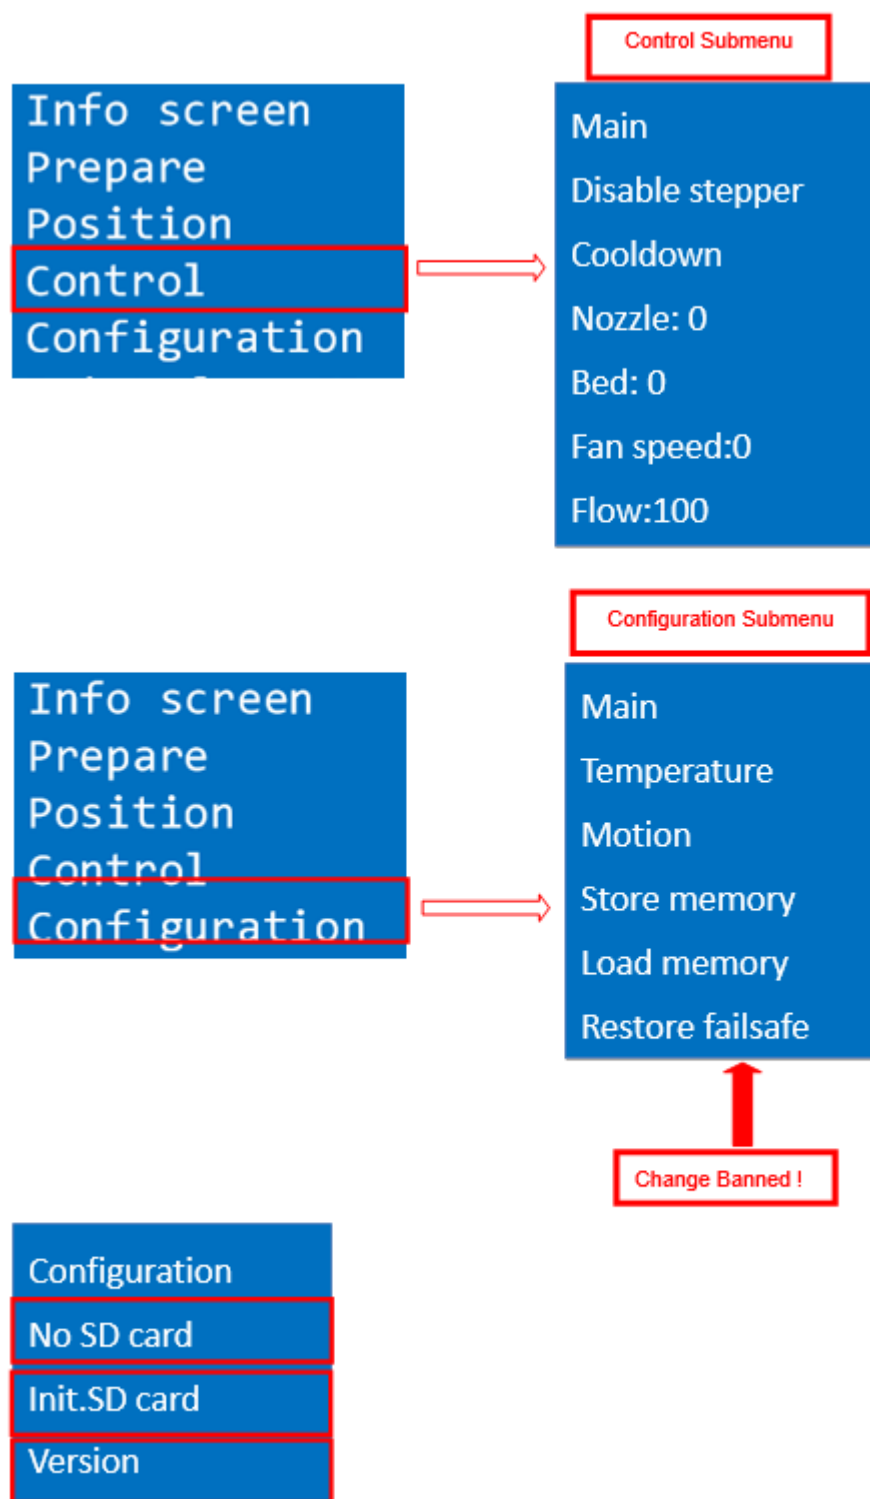 Control Submenu
Info screen
Prepare
Position
Control
Configuration
Main
Disable stepper
Cooldown
Nozzle: 0
Bed: 0
Fan speed:0
Flow:100
Configuration Submenu
Info screen
Prepare
Position
Control
Configuration
Main
Temperature
Motion
Store memory
Load memory
Restore failsafe
Change Banned !
Configuration
No SD card
Init.SD card
Version